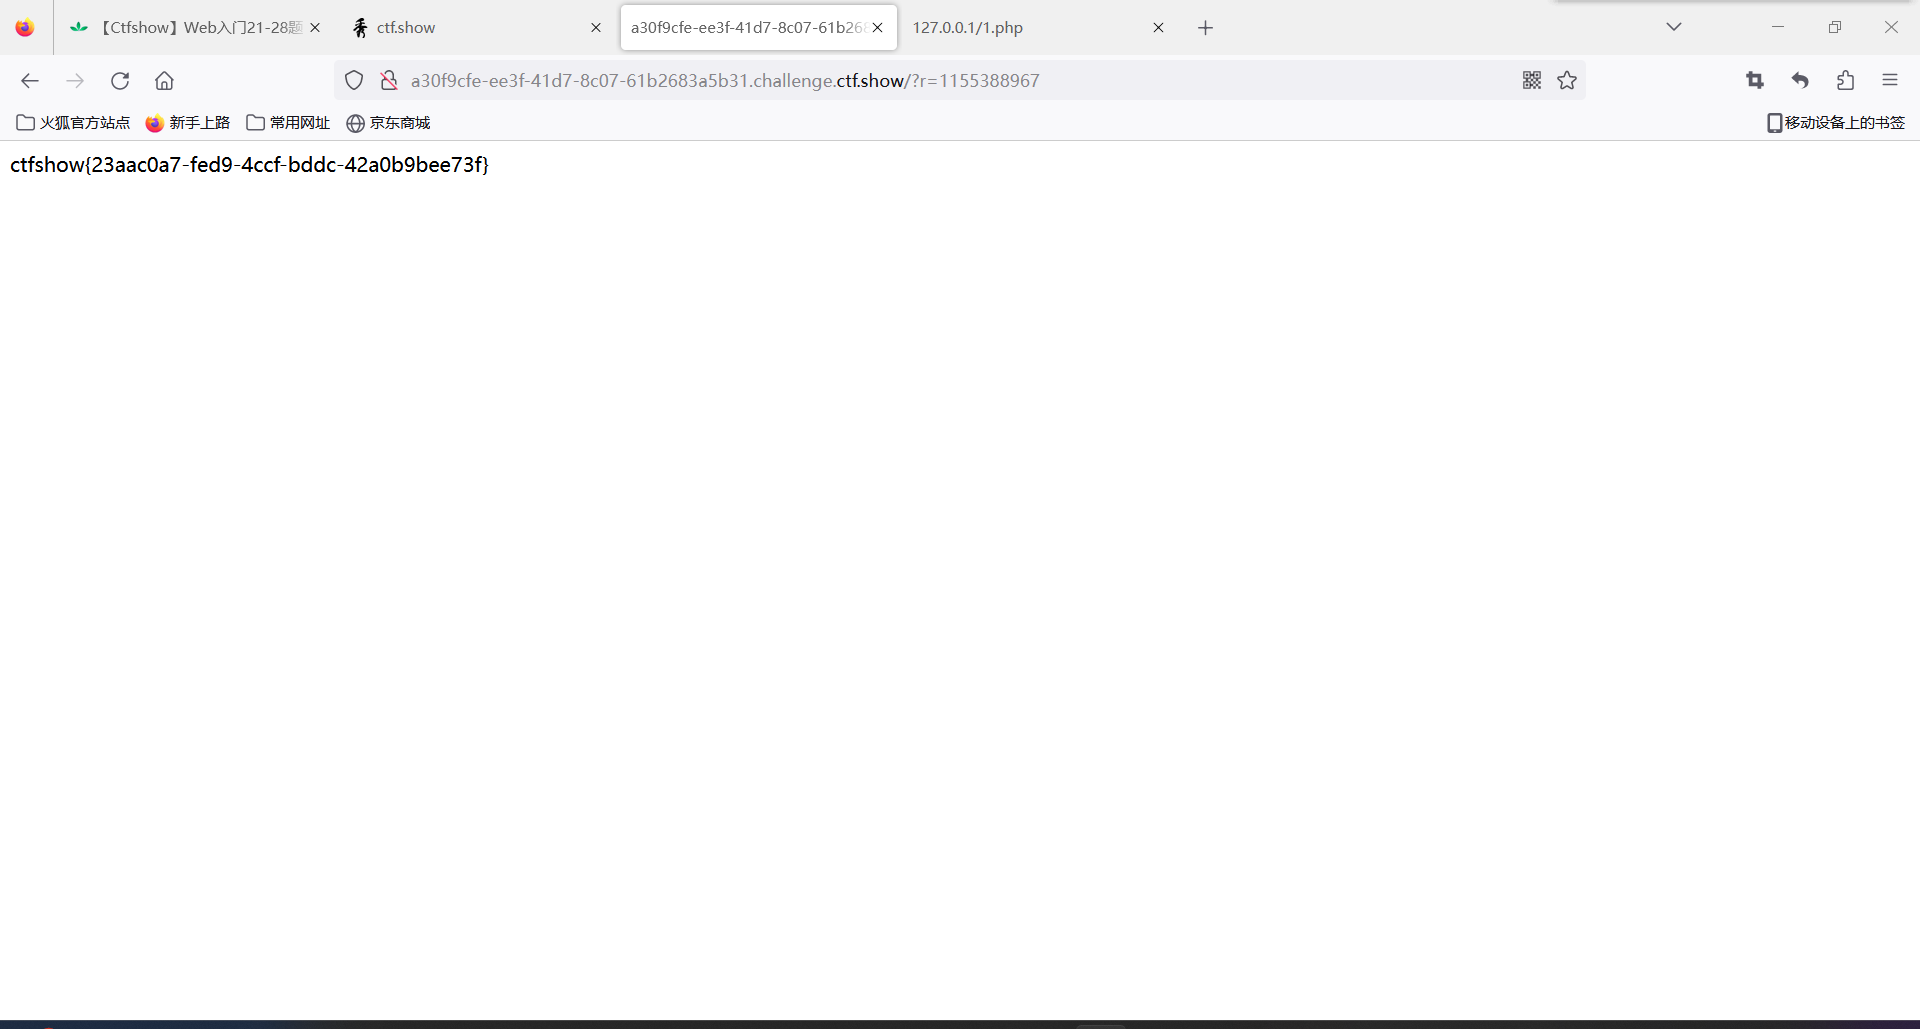 【Ctfshow】Web入门21-28题
ctf.show
a30f9cfe-ee3f-41d7-8c07-61b268
127.0.0.1/1.php
a30f9cfe-ee3f-41d7-8c07-61b2683a5b31.challenge.ctf.show/?r=1155388967
火狐官方站点 新手上路 常用网址 京东商城 移动设备上的书签
ctfshow{23aac0a7-fed9-4ccf-bddc-42a0b9bee73f}